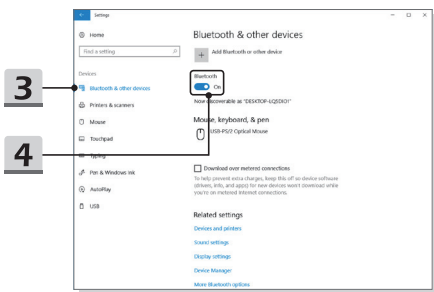 Settings
Home
Find a setting
Devices
Bluetooth & other devices
Printers & scanners
Mouse
Touchpad
Typing
Pen & Windows Ink
AutoPlay
USB
3
4
Bluetooth & other devices
Add Bluetooth or other device
Bluetooth
On
Now discoverable as "DESKTOP-LQSDIO1"
Mouse, keyboard, & pen
USB-PS/2 Optical Mouse
Download over metered connections
To help prevent extra charges, keep this off so device software
(drivers, info, and apps) for new devices won't download while
you're on metered Internet connections.
Related settings
Devices and printers
Sound settings
Display settings
Device Manager
More Bluetooth options